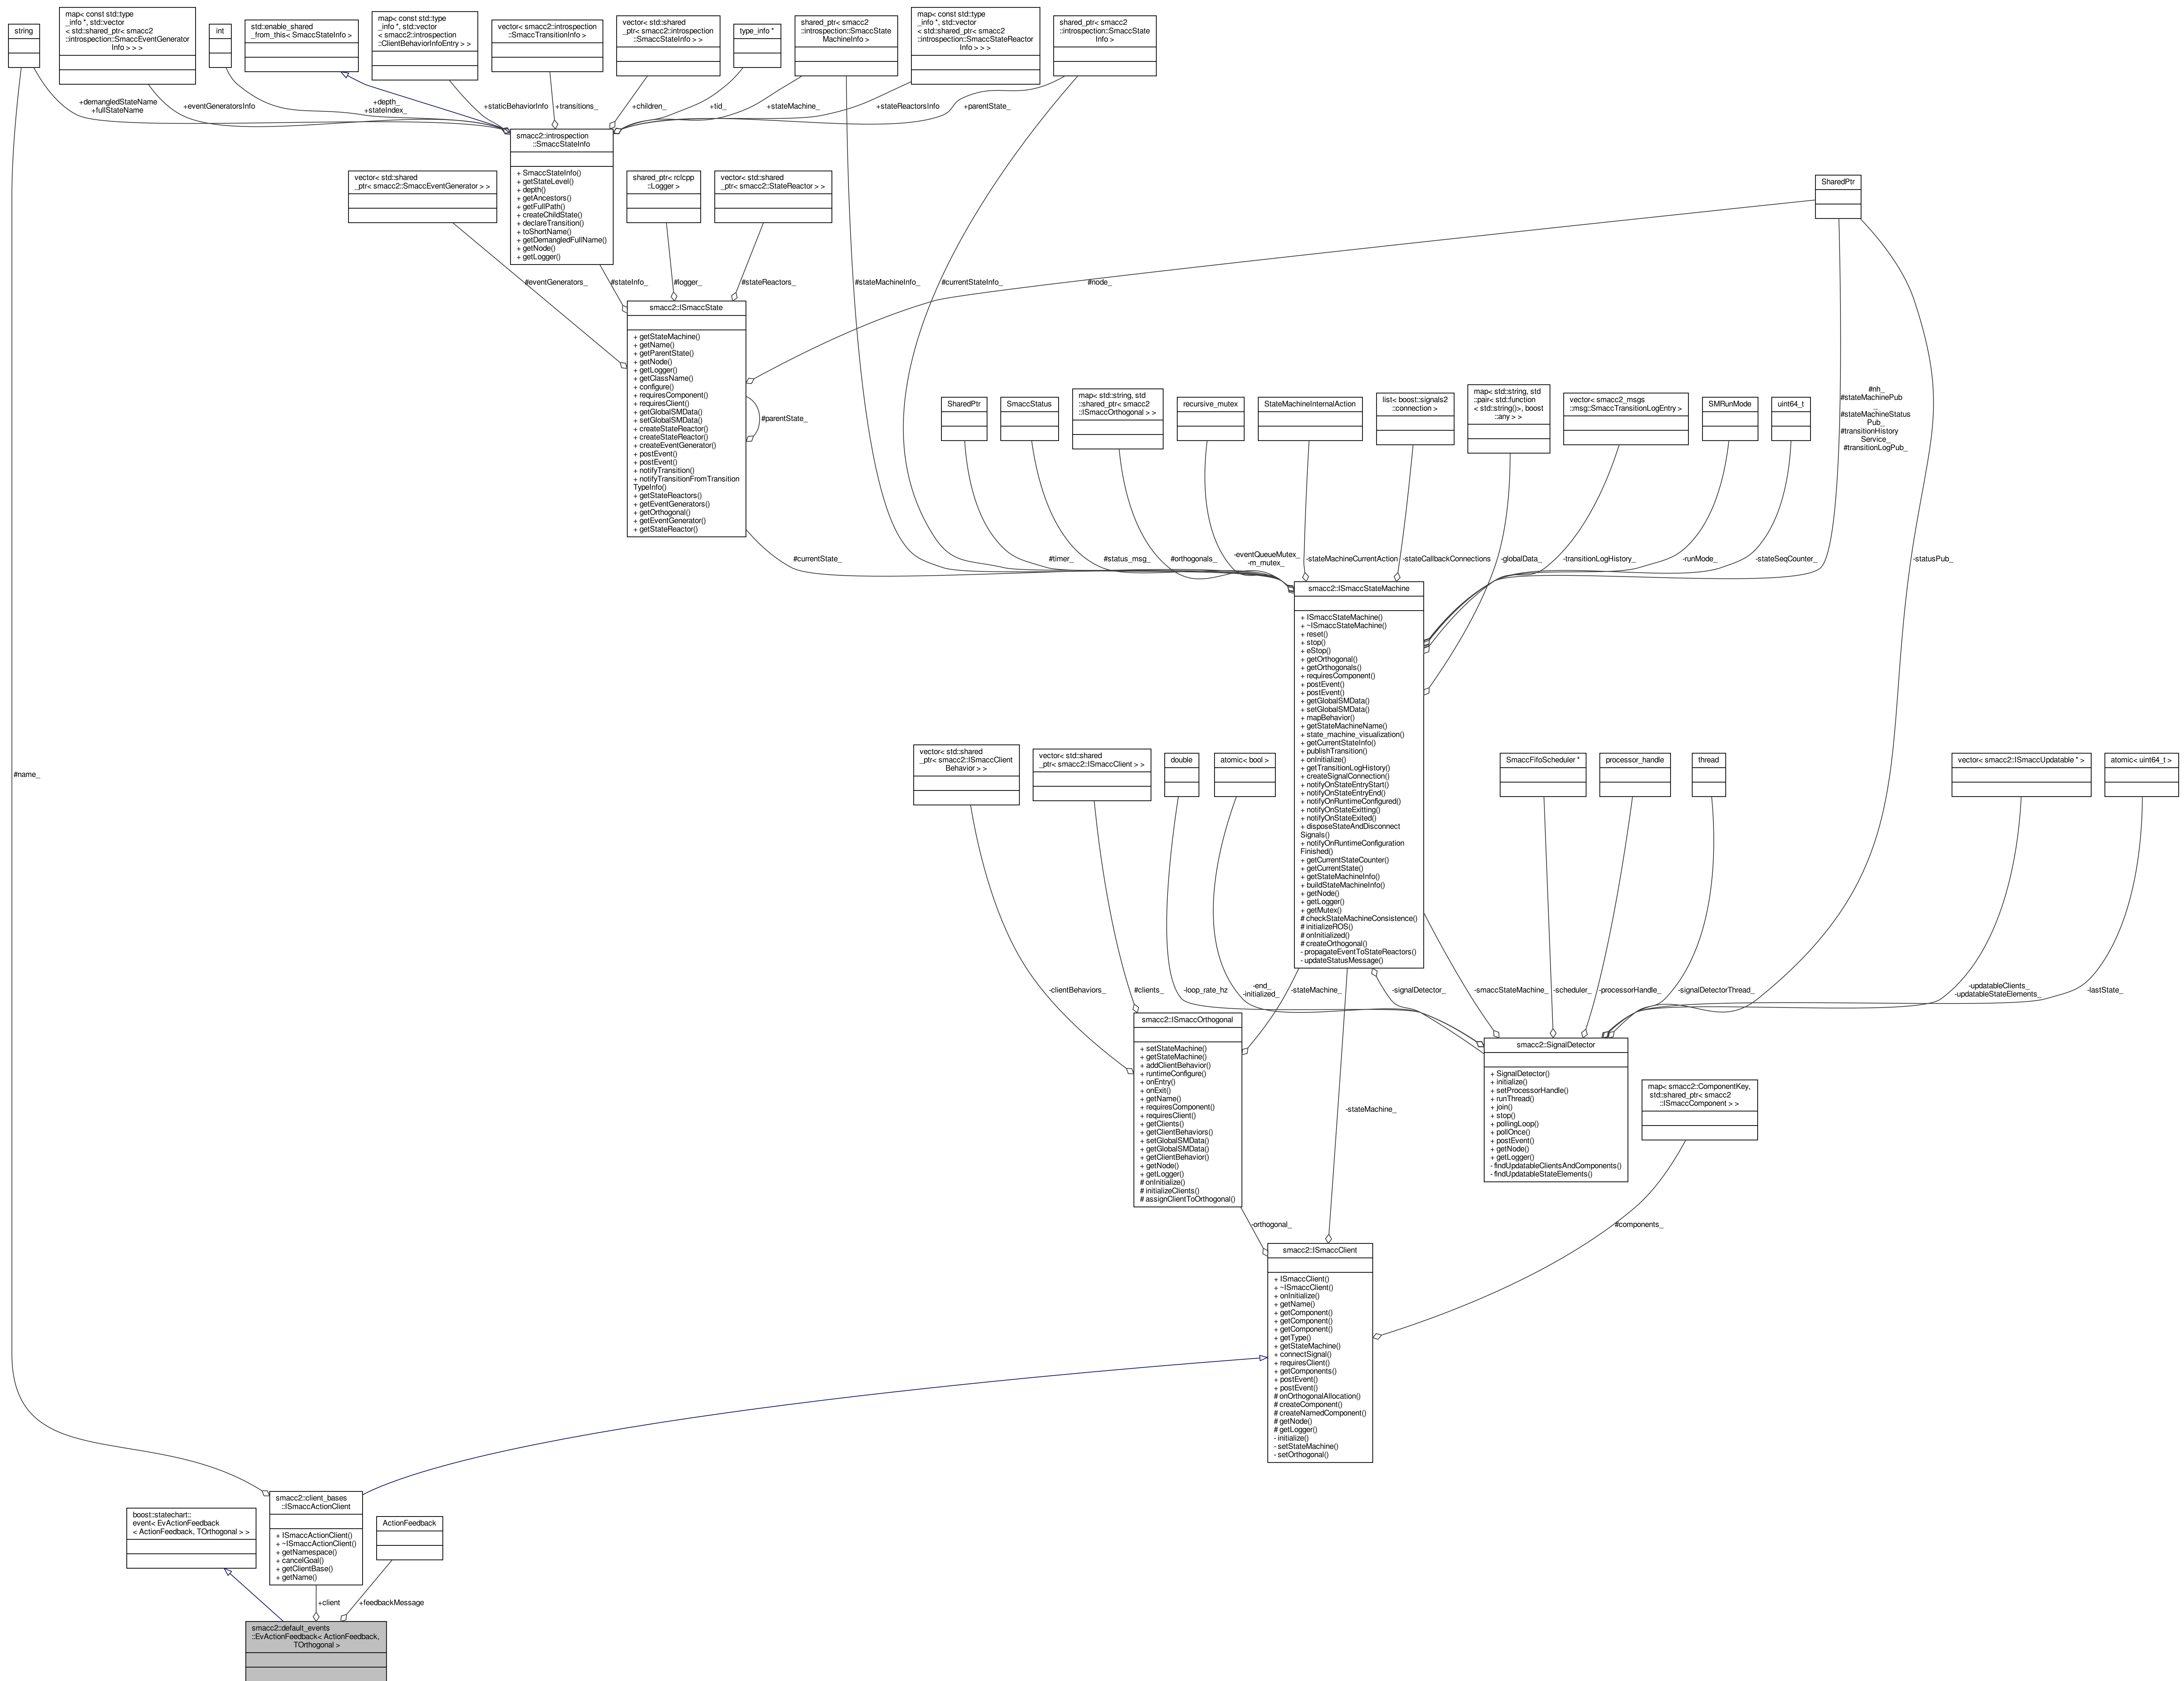 string
map< const std::type
_info *, std::vector
< std::shared_ptr< smacc2
::introspection::SmaccEventGenerator
Info > > >
int
std::enable_shared
_from_this< SmaccStateInfo >
map< const std::type
_info *, std::vector
< smacc2::introspection
::ClientBehaviorInfoEntry > >
vector< smacc2::introspection
::SmaccTransitionInfo >
vector< std::shared
_ptr< smacc2::introspection
::SmaccStateInfo > >
type_info *
shared_ptr< smacc2
::introspection::SmaccState
MachineInfo >
map< const std::type
_info *, std::vector
< std::shared_ptr< smacc2
::introspection::SmaccStateReactor
Info > > >
shared_ptr< smacc2
::introspection::SmaccState
Info >
+demangledStateName
+fullStateName
+eventGeneratorsInfo
+depth_
+stateIndex_
+staticBehaviorInfo
+transitions_
+children_
+tid_
+stateMachine_
+stateReactorsInfo
+parentState_
smacc2::introspection
::SmaccStateInfo
+ SmaccStateInfo()
+ getStateLevel()
+ depth()
+ getAncestors()
+ getFullPath()
+ createChildState()
+ declareTransition()
+ toShortName()
+ getDemangledFullName()
+ getNode()
+ getLogger()
vector< std::shared
_ptr< smacc2::SmaccEventGenerator > >
shared_ptr< rclcpp
::Logger >
vector< std::shared
_ptr< smacc2::StateReactor > >
SharedPtr
#eventGenerators_
#stateInfo_
#logger_
#stateReactors_
#stateMachineInfo_
#currentStateInfo_
#node_
smacc2::ISmaccState
+ getStateMachine()
+ getName()
+ getParentState()
+ getNode()
+ getLogger()
+ getClassName()
+ configure()
+ requiresComponent()
+ requiresClient()
+ getGlobalSMData()
+ setGlobalSMData()
+ createStateReactor()
+ createStateReactor()
+ createEventGenerator()
+ postEvent()
+ postEvent()
+ notifyTransition()
+ notifyTransitionFromTransition
TypeInfo()
+ getStateReactors()
+ getEventGenerators()
+ getOrthogonal()
+ getEventGenerator()
+ getStateReactor()
#parentState_
SharedPtr
SmaccStatus
map< std::string, std
::shared_ptr< smacc2
::ISmaccOrthogonal > >
recursive_mutex
StateMachineInternalAction
list< boost::signals2
::connection >
map< std::string, std
::pair< std::function
< std::string()>, boost
::any > >
vector< smacc2_msgs
::msg::SmaccTransitionLogEntry >
SMRunMode
uint64_t
#nh_
#stateMachinePub
_
#stateMachineStatus
Pub_
#transitionHistory
Service_
#transitionLogPub_
#currentState_
#timer_
#status_msg_
#orthogonals_
-eventQueueMutex_
-m_mutex_
-stateMachineCurrentAction
-stateCallbackConnections
-globalData_
-transitionLogHistory_
-runMode_
-stateSeqCounter_
-statusPub_
smacc2::ISmaccStateMachine
+ ISmaccStateMachine()
+ ~ISmaccStateMachine()
+ reset()
+ stop()
+ eStop()
+ getOrthogonal()
+ getOrthogonals()
+ requiresComponent()
+ postEvent()
+ postEvent()
+ getGlobalSMData()
+ setGlobalSMData()
+ mapBehavior()
+ getStateMachineName()
+ state_machine_visualization()
+ getCurrentStateInfo()
+ publishTransition()
+ onInitialize()
+ getTransitionLogHistory()
+ createSignalConnection()
+ notifyOnStateEntryStart()
+ notifyOnStateEntryEnd()
+ notifyOnRuntimeConfigured()
+ notifyOnStateExitting()
+ notifyOnStateExited()
+ disposeStateAndDisconnect
Signals()
+ notifyOnRuntimeConfiguration
Finished()
+ getCurrentStateCounter()
+ getCurrentState()
+ getStateMachineInfo()
+ buildStateMachineInfo()
+ getNode()
+ getLogger()
+ getMutex()
# checkStateMachineConsistence()
# initializeROS()
# onInitialized()
# createOrthogonal()
- propagateEventToStateReactors()
- updateStatusMessage()
#name_
vector< std::shared
_ptr< smacc2::ISmaccClient
Behavior > >
vector< std::shared
_ptr< smacc2::ISmaccClient > >
double
atomic< bool >
SmaccFifoScheduler *
processor_handle
thread
vector< smacc2::ISmaccUpdatable * >
atomic< uint64_t >
-clientBehaviors_
#clients_
-loop_rate_hz
-end_
-initialized_
-stateMachine_
-signalDetector_
-smaccStateMachine_
-scheduler_
-processorHandle_
-signalDetectorThread_
-updatableClients_
-updatableStateElements_
-lastState_
smacc2::ISmaccOrthogonal
+ setStateMachine()
+ getStateMachine()
+ addClientBehavior()
+ runtimeConfigure()
+ onEntry()
+ onExit()
+ getName()
+ requiresComponent()
+ requiresClient()
+ getClients()
+ getClientBehaviors()
+ setGlobalSMData()
+ getGlobalSMData()
+ getClientBehavior()
+ getNode()
+ getLogger()
# onInitialize()
# initializeClients()
# assignClientToOrthogonal()
smacc2::SignalDetector
+ SignalDetector()
+ initialize()
+ setProcessorHandle()
+ runThread()
+ join()
+ stop()
+ pollingLoop()
+ pollOnce()
+ postEvent()
+ getNode()
+ getLogger()
- findUpdatableClientsAndComponents()
- findUpdatableStateElements()
map< smacc2::ComponentKey,
std::shared_ptr< smacc2
::ISmaccComponent > >
-stateMachine_
-orthogonal_
#components_
smacc2::ISmaccClient
+ ISmaccClient()
+ ~ISmaccClient()
+ onInitialize()
+ getName()
+ getComponent()
+ getComponent()
+ getComponent()
+ getType()
+ getStateMachine()
+ connectSignal()
+ requiresClient()
+ getComponents()
+ postEvent()
+ postEvent()
# onOrthogonalAllocation()
# createComponent()
# createNamedComponent()
# getNode()
# getLogger()
- initialize()
- setStateMachine()
- setOrthogonal()
boost::statechart::
event< EvActionFeedback
< ActionFeedback, TOrthogonal > >
smacc2::client_bases
::ISmaccActionClient
+ ISmaccActionClient()
+ ~ISmaccActionClient()
+ getNamespace()
+ cancelGoal()
+ getClientBase()
+ getName()
ActionFeedback
+client
+feedbackMessage
smacc2::default_events
::EvActionFeedback< ActionFeedback,
TOrthogonal >